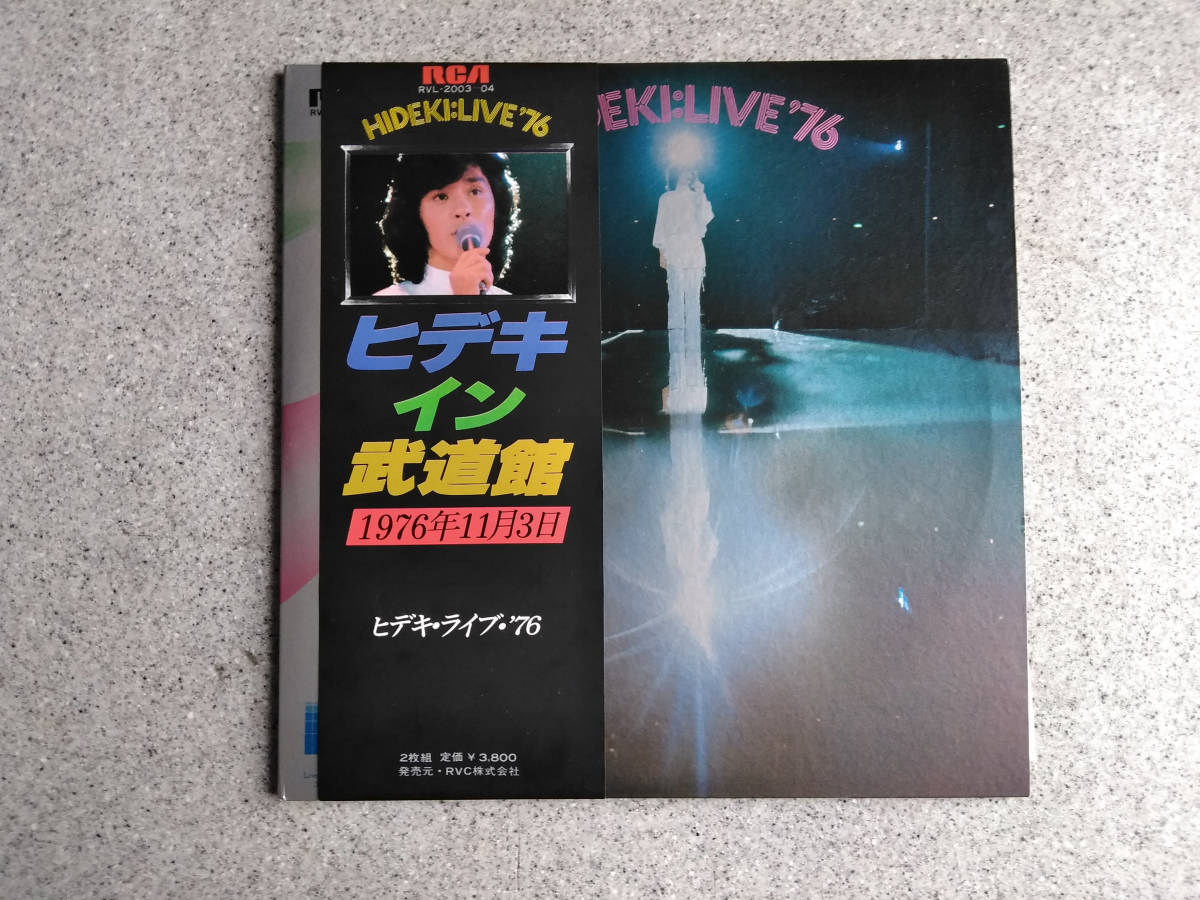 RCA
RVL-2003〜04
HIDEKI:LIVE '76
ヒデキ
イン
武道館
1976年11月3日
ヒデキ・ライブ・'76
2枚組 定価 ¥3,800
発売元・RVC株式会社
DEKI:LIVE '76